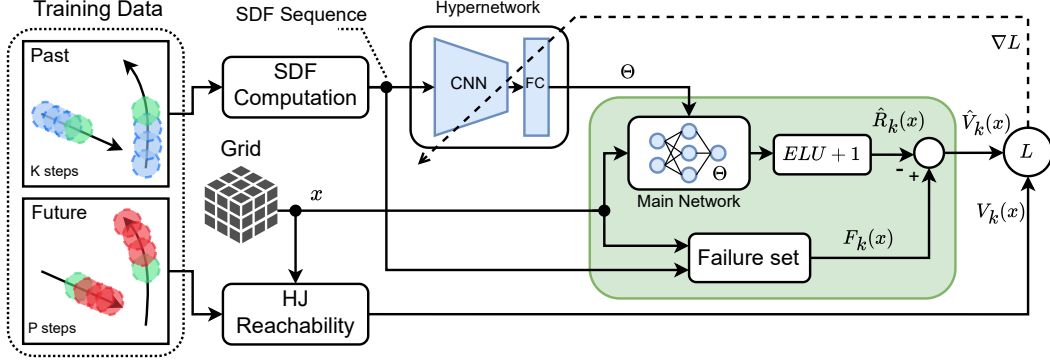 Training Data
Past
K steps
Future
P steps
SDF Sequence
SDF
Computation
Grid
x
HJ
Reachability
Hypernetwork
CNN
FC
Θ
∇L
Θ
Main Network
ELU + 1
R̂_k(x)
-
+
V̂_k(x)
L
Failure set
F_k(x)
V_k(x)